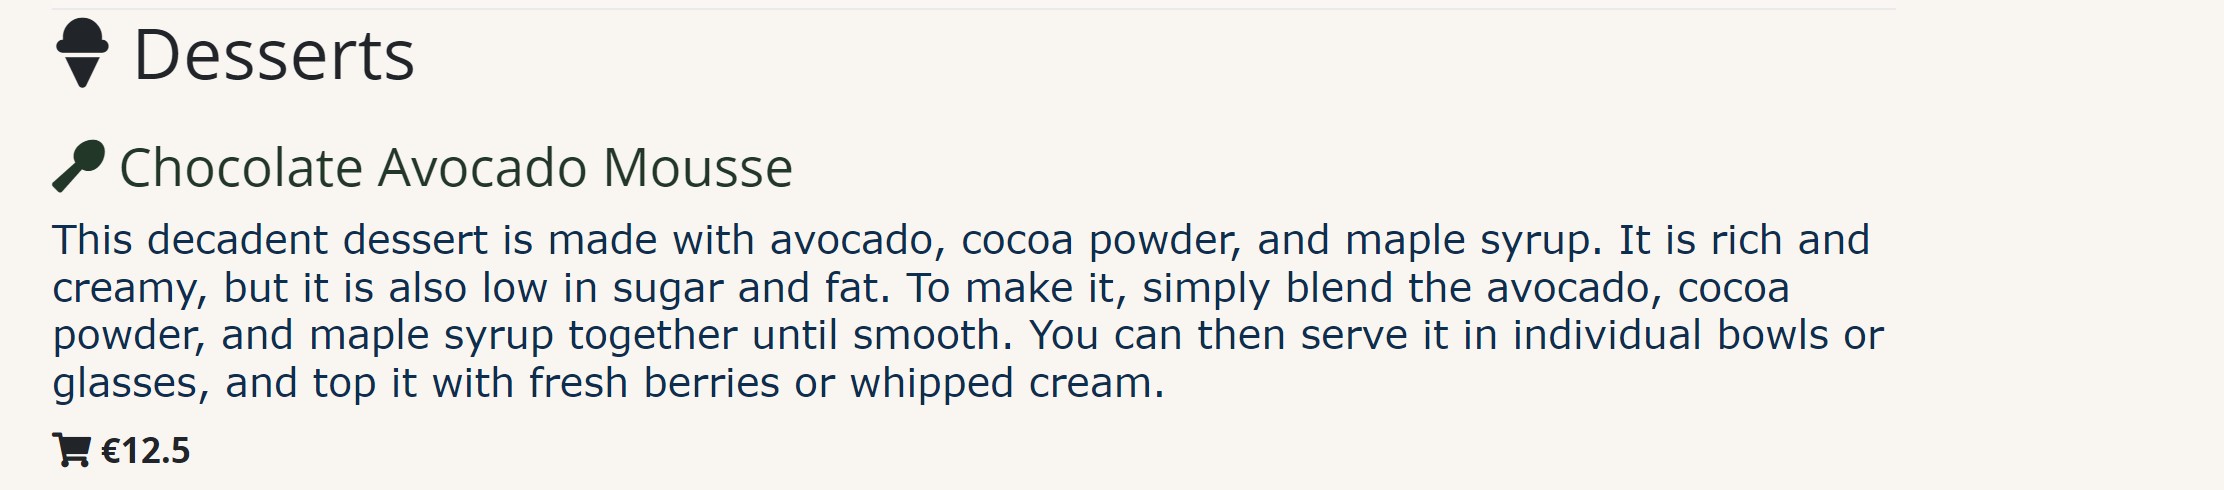 Desserts
Chocolate Avocado Mousse
This decadent dessert is made with avocado, cocoa powder, and maple syrup. It is rich and
creamy, but it is also low in sugar and fat. To make it, simply blend the avocado, cocoa
powder, and maple syrup together until smooth. You can then serve it in individual bowls or
glasses, and top it with fresh berries or whipped cream.
€12.5